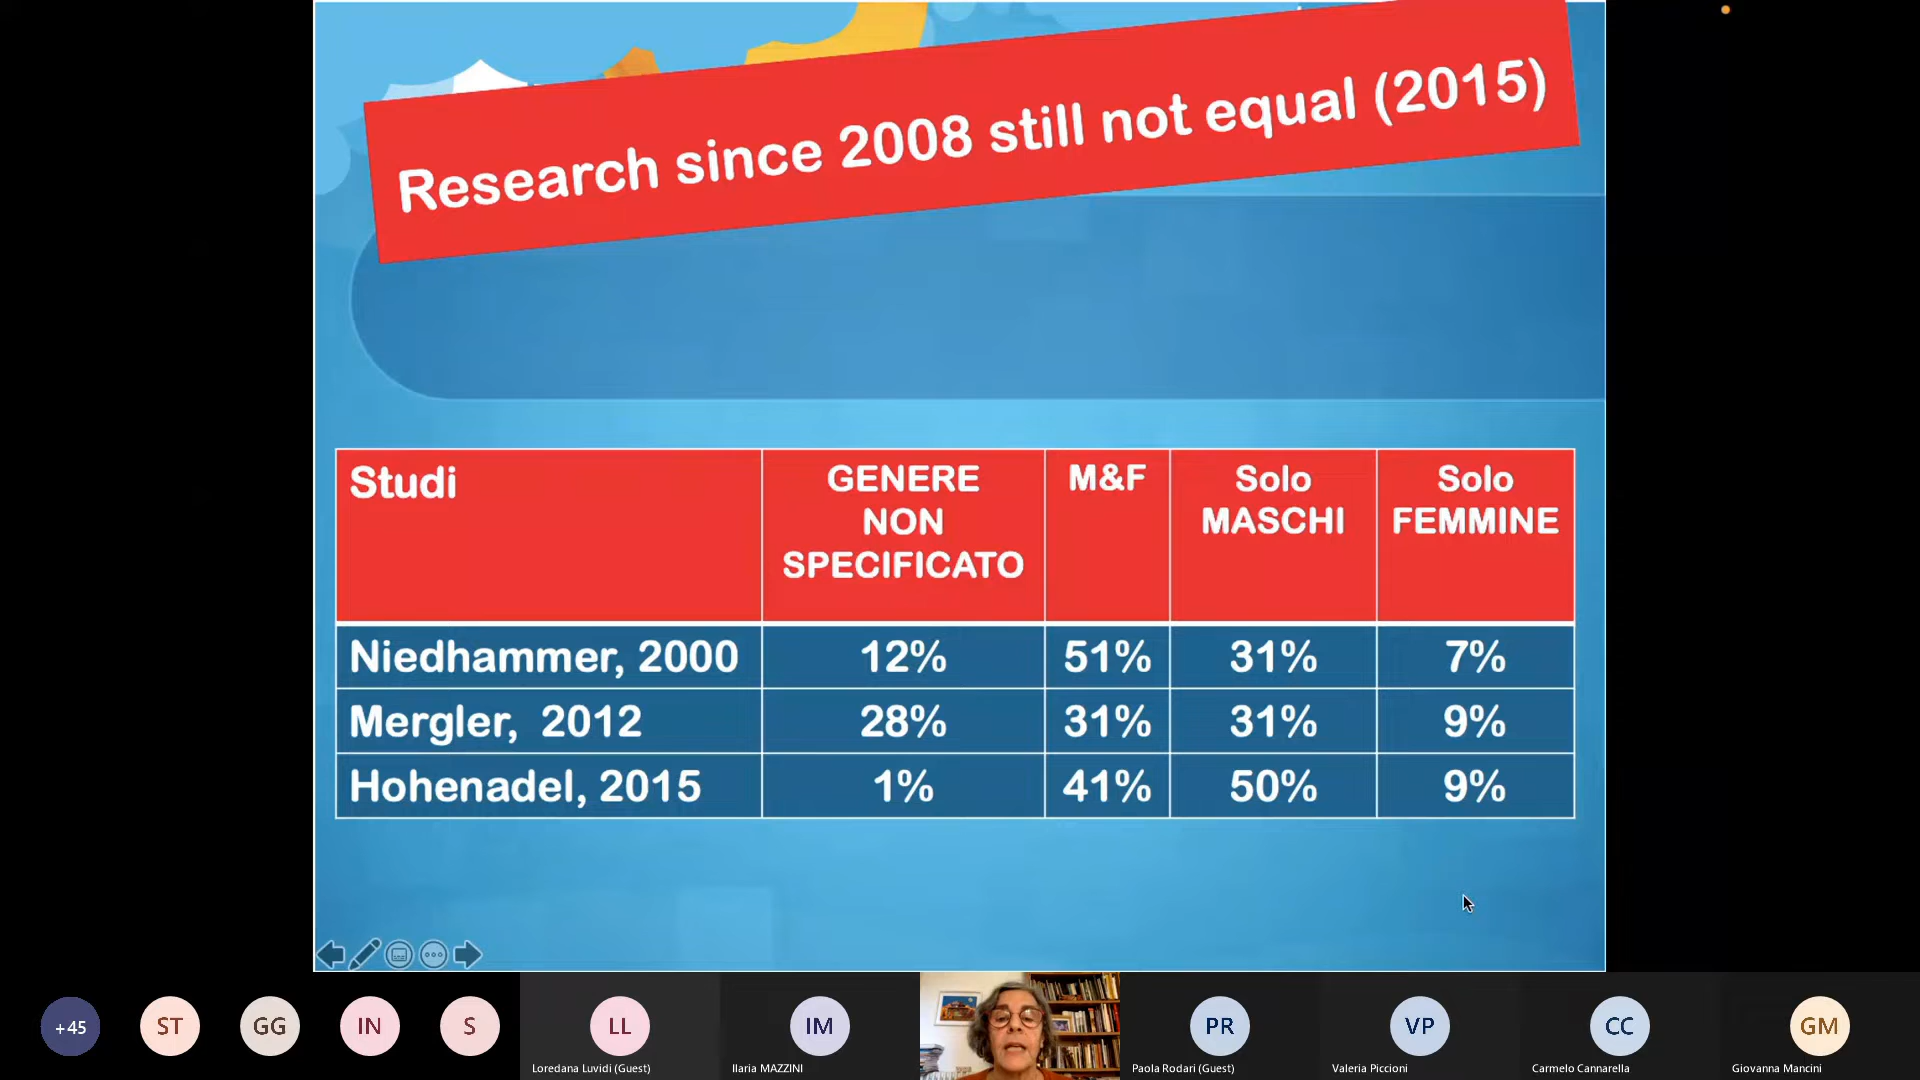 Research since 2008 still not equal (2015)
Studi
GENERE
NON
SPECIFICATO
M&F
Solo
MASCHI
Solo
FEMMINE
Niedhammer, 2000 12% 51% 31% 7%
Mergler, 2012 28% 31% 31% 9%
Hohenadel, 2015 1% 41% 50% 9%
+45 ST GG IN S LL IM PR VP CC GM
Loredana Luvidi (Guest) Ilaria MAZZINI Paola Rodari (Guest) Valeria Piccioni Carmelo Cannarella Giovanna Mancini